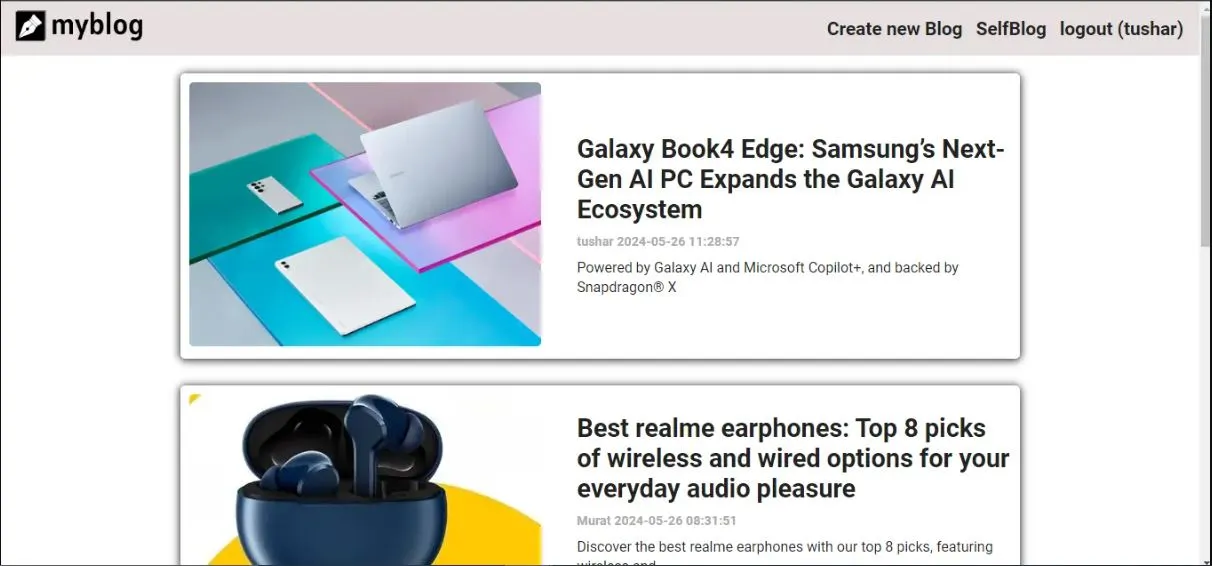 myblog
Create new Blog SelfBlog logout (tushar)
Galaxy Book4 Edge: Samsung’s Next-
Gen AI PC Expands the Galaxy AI
Ecosystem
tushar 2024-05-26 11:28:57
Powered by Galaxy AI and Microsoft Copilot+, and backed by
Snapdragon® X
Best realme earphones: Top 8 picks
of wireless and wired options for your
everyday audio pleasure
Murat 2024-05-26 08:31:51
Discover the best realme earphones with our top 8 picks, featuring
wireless and